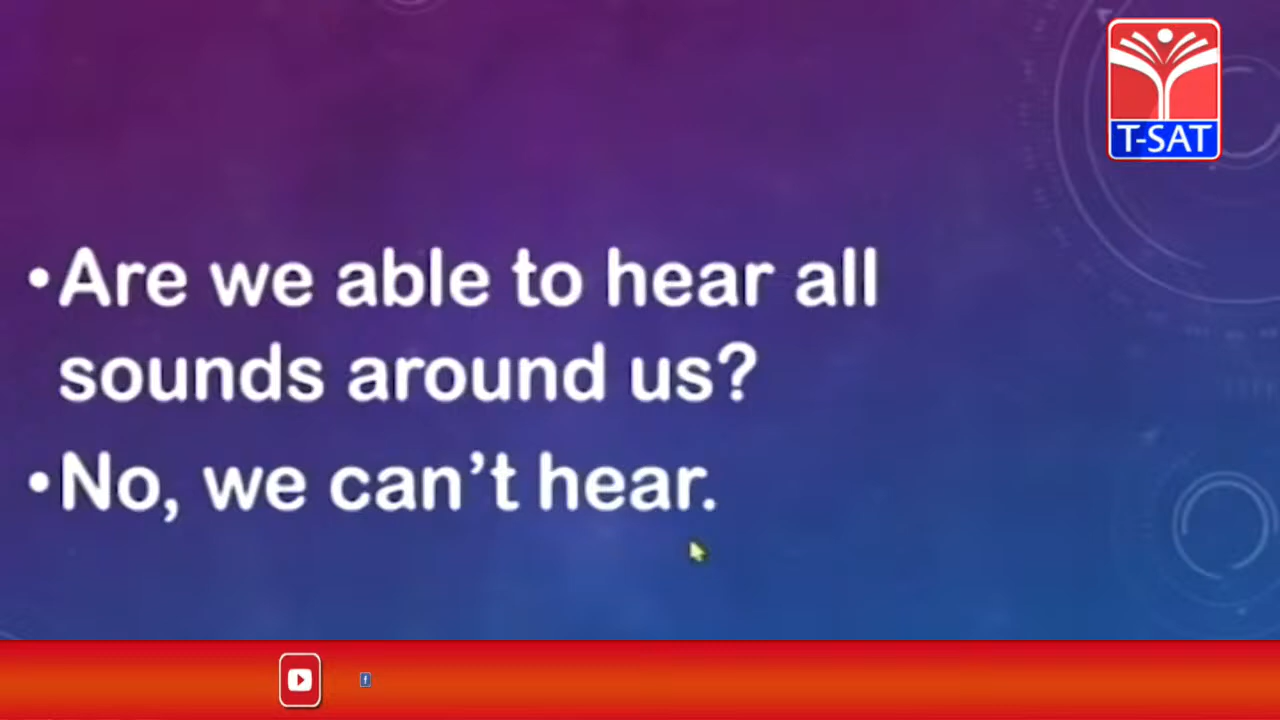 T-SAT
•Are we able to hear all
sounds around us?
•No, we can’t hear.
f